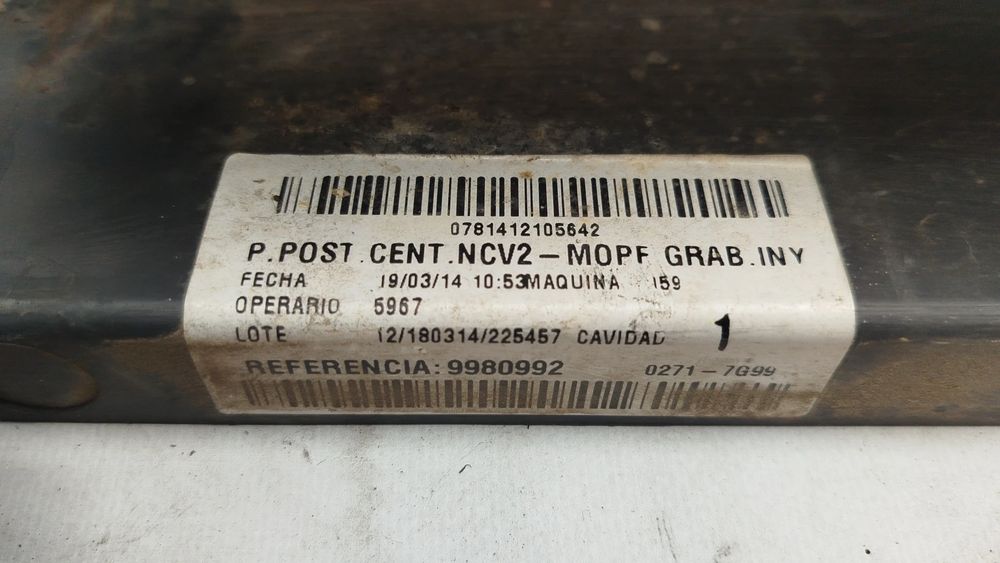 0781412105642
P.POST.CENT.NCV2-MOPF GRAB.INY
FECHA 19/03/14 10:53 MAQUINA 159
OPERARIO 5967
LOTE 12/180314/225457 CAVIDAD 1
REFERENCIA: 9980992 0271-7G99